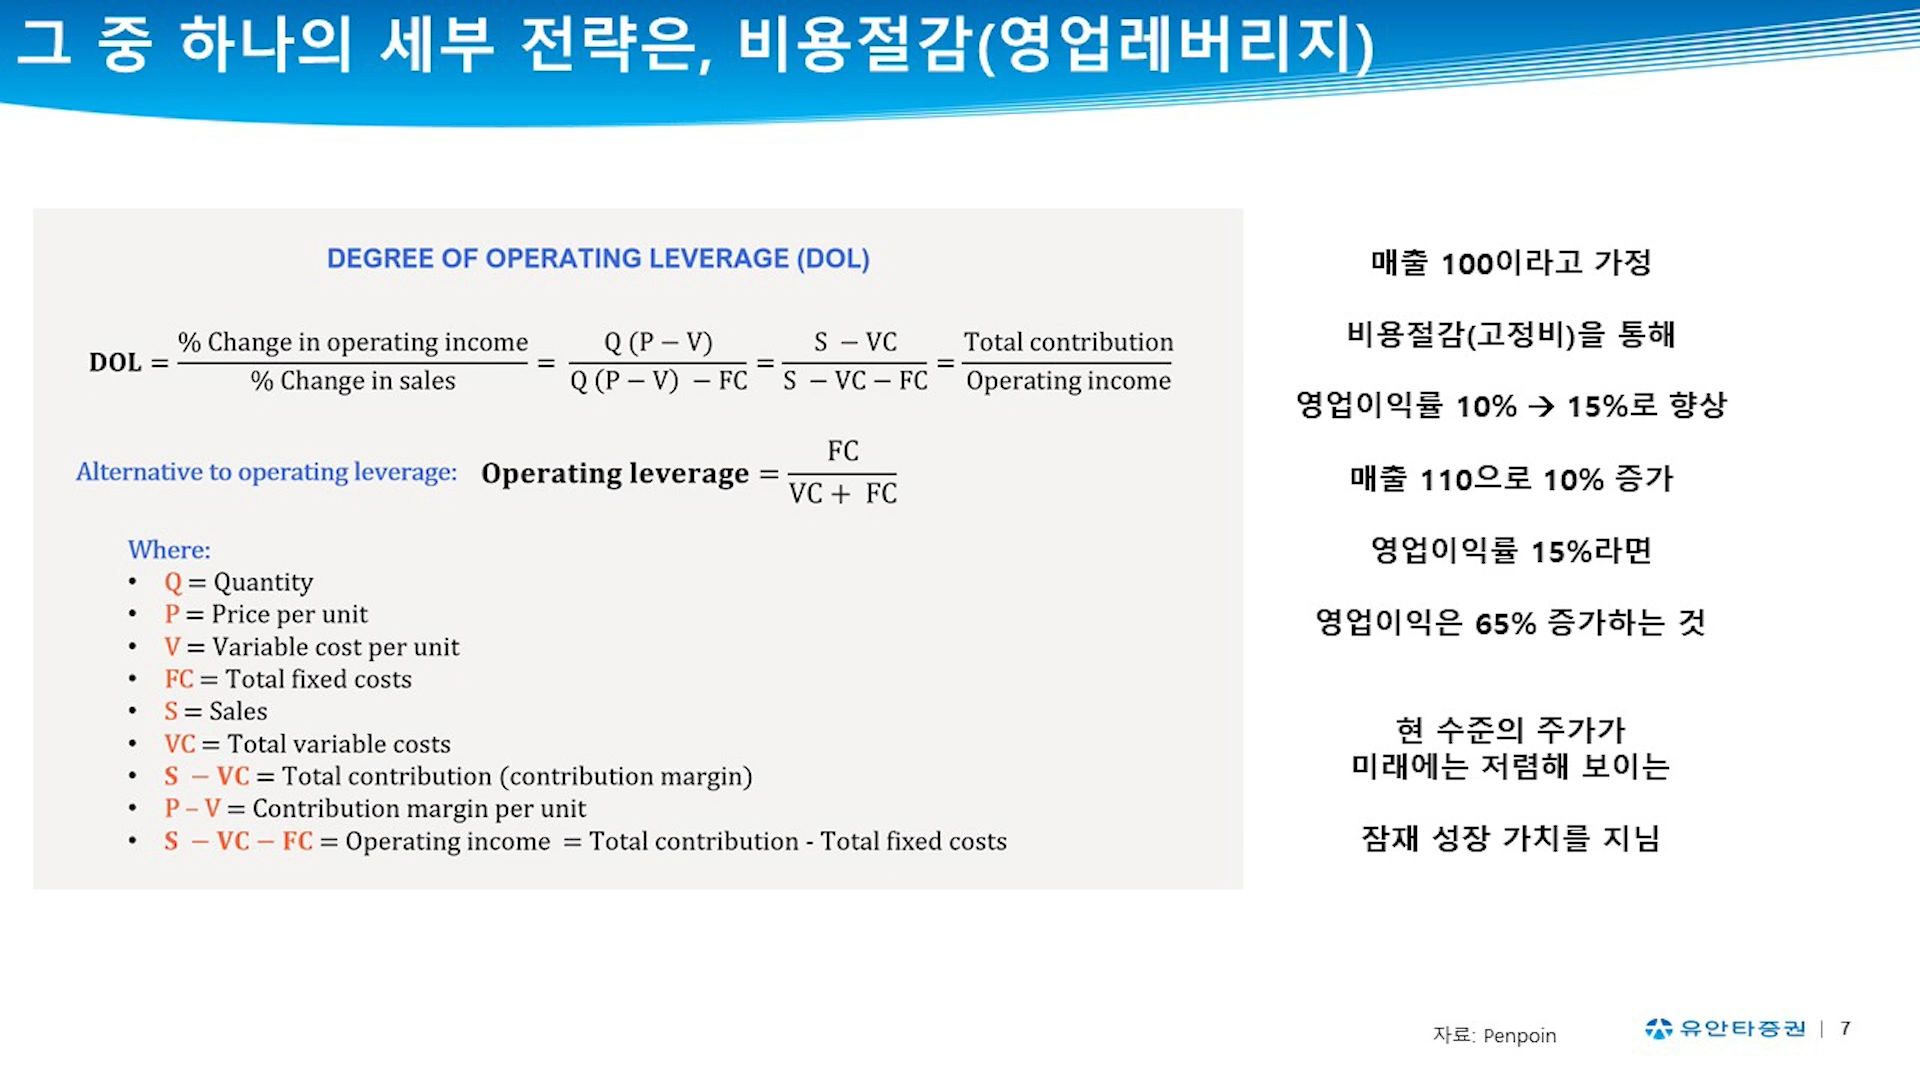 그 중 하나의 세부 전략은, 비용절감(영업레버리지)
DEGREE OF OPERATING LEVERAGE (DOL)
DOL = % Change in operating income / % Change in sales = Q (P − V) / Q (P − V) − FC = S − VC / S − VC − FC = Total contribution / Operating income
Alternative to operating leverage: Operating leverage = FC / VC + FC
Where:
• Q = Quantity
• P = Price per unit
• V = Variable cost per unit
• FC = Total fixed costs
• S = Sales
• VC = Total variable costs
• S − VC = Total contribution (contribution margin)
• P – V = Contribution margin per unit
• S − VC − FC = Operating income = Total contribution - Total fixed costs
매출 100이라고 가정
비용절감(고정비)을 통해
영업이익률 10% → 15%로 향상
매출 110으로 10% 증가
영업이익률 15%라면
영업이익은 65% 증가하는 것
현 수준의 주가가
미래에는 저렴해 보이는
잠재 성장 가치를 지님
자료: Penpoin
유안타증권 | 7